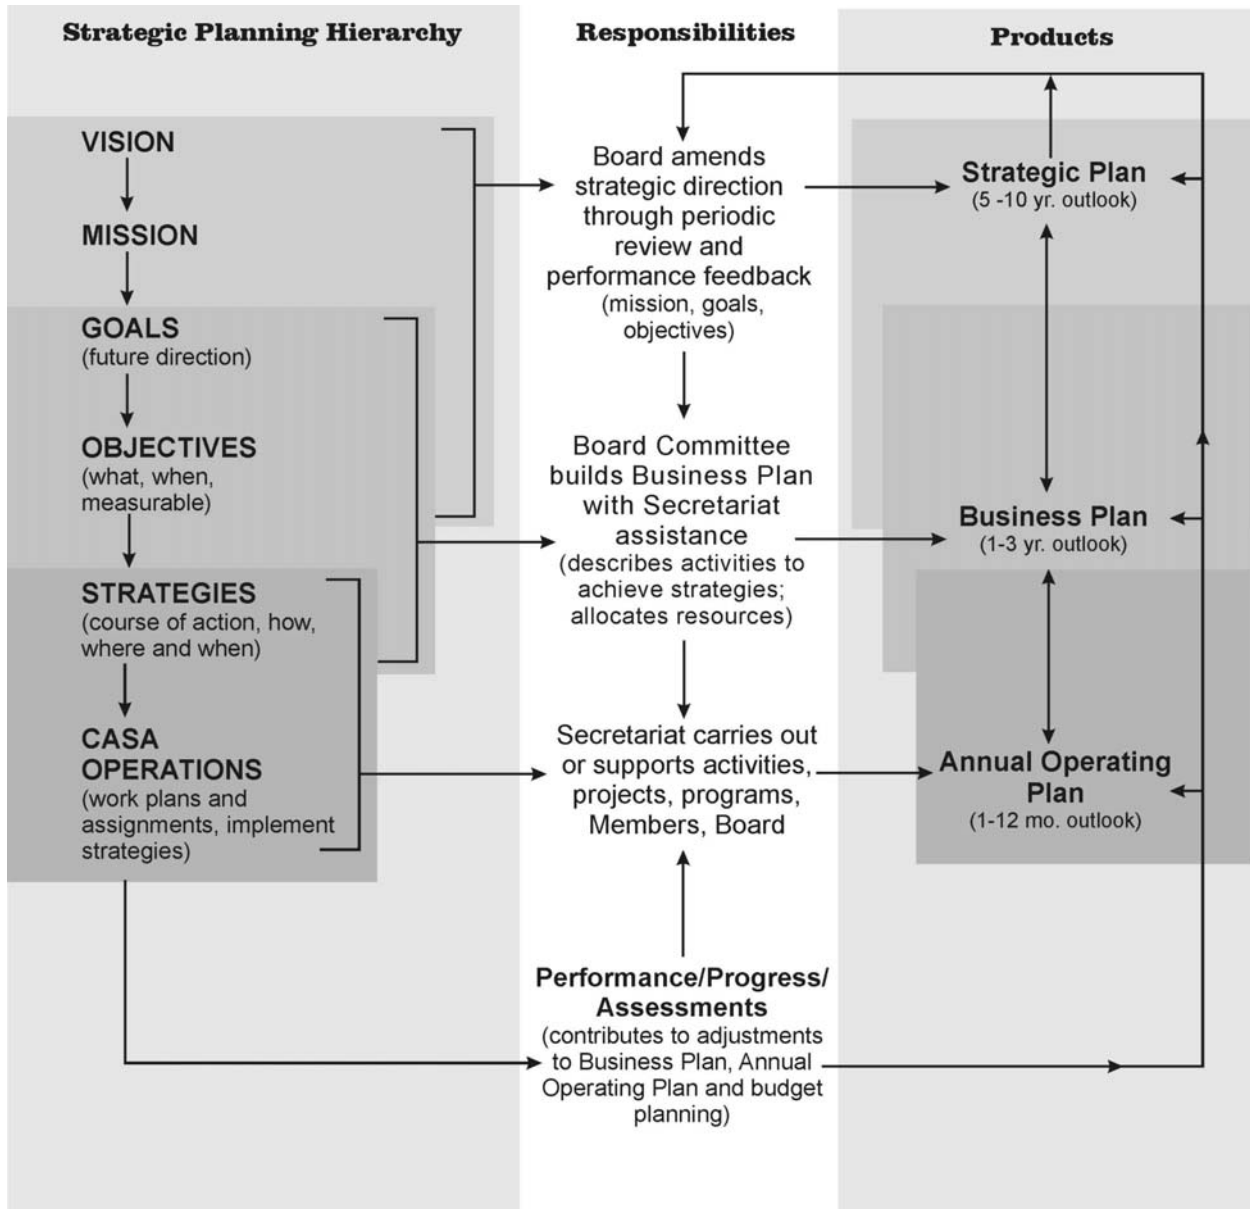 Strategic Planning Hierarchy
VISION
MISSION
GOALS
(future direction)
OBJECTIVES
(what, when,
measurable)
STRATEGIES
(course of action, how,
where and when)
CASA
OPERATIONS
(work plans and
assignments, implement
strategies)
Responsibilities
Board amends
strategic direction
through periodic
review and
performance feedback
(mission, goals,
objectives)
Board Committee
builds Business Plan
with Secretariat
assistance
(describes activities to
achieve strategies;
allocates resources)
Secretariat carries out
or supports activities,
projects, programs,
Members, Board
Performance/Progress/
Assessments
(contributes to adjustments
to Business Plan, Annual
Operating Plan and budget
planning)
Products
Strategic Plan
(5 -10 yr. outlook)
Business Plan
(1-3 yr. outlook)
Annual Operating
Plan
(1-12 mo. outlook)